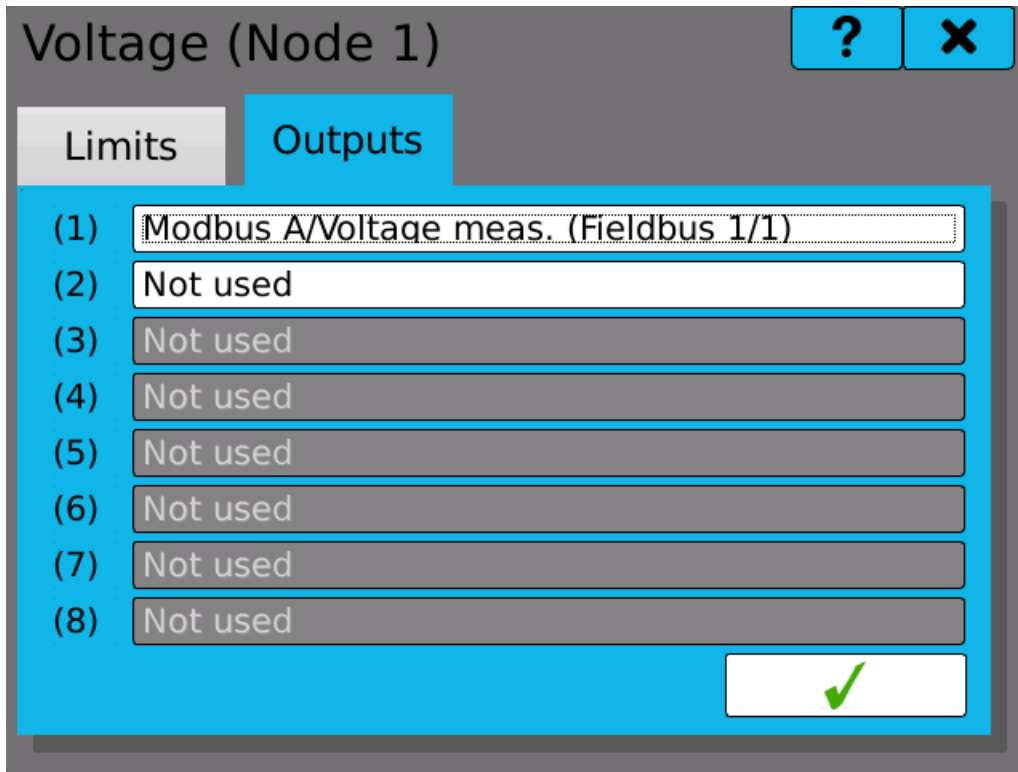 Voltage (Node 1)
?
Limits
Outputs
(1) Modbus A/Voltage meas. (Fieldbus 1/1)
(2) Not used
(3) Not used
(4) Not used
(5) Not used
(6) Not used
(7) Not used
(8) Not used